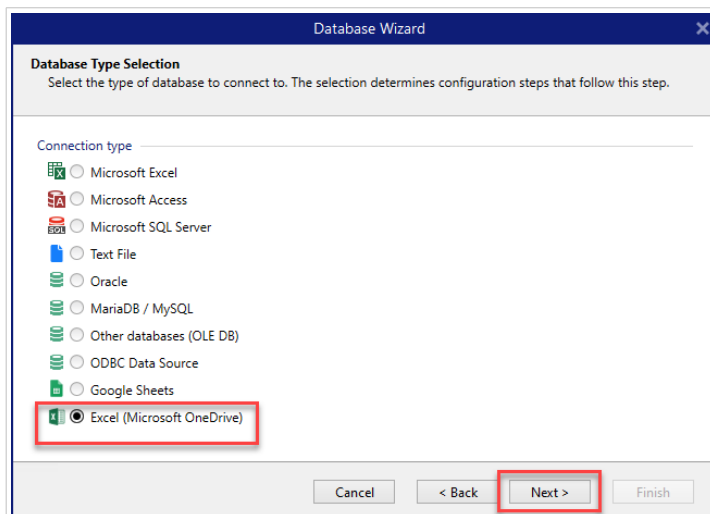 Database Wizard
Database Type Selection
Select the type of database to connect to. The selection determines configuration steps that follow this step.
Connection type
Microsoft Excel
Microsoft Access
SQL Microsoft SQL Server
Text File
Oracle
MariaDB / MySQL
Other databases (OLE DB)
ODBC Data Source
Google Sheets
Excel (Microsoft OneDrive)
Cancel < Back Next > Finish